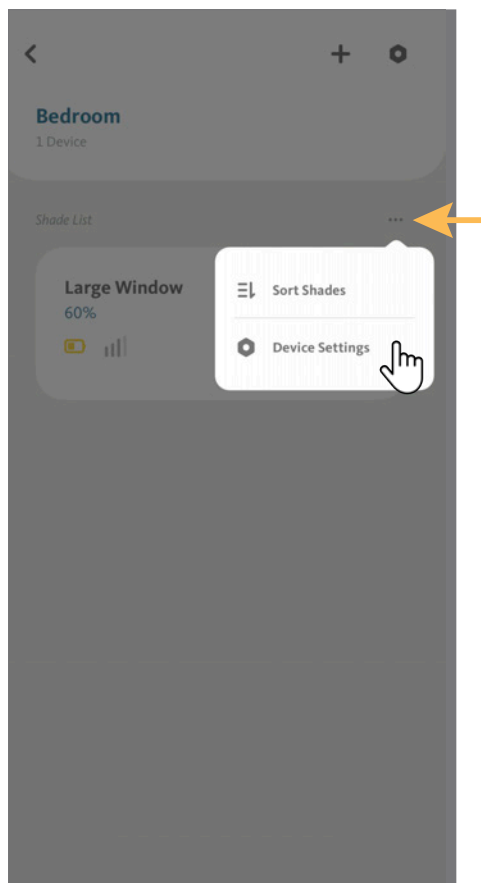 Bedroom
1 Device
Shade List
Large Window
60%
Sort Shades
Device Settings